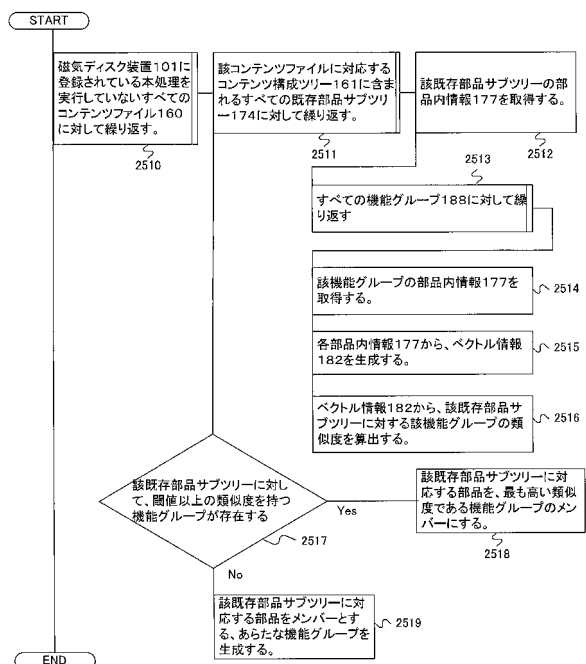 START
磁気ディスク装置101に
登録されている本処理を
実行していないすべての
コンテンツファイル160
に対して繰り返す。
2510
該コンテンツファイルに対応する
コンテンツ構成ツリー161に含ま
れるすべての既存部品サブツ
リー174に対して繰り返す。
2511
該既存部品サブツリーの部
品内情報177を取得する。
2512
2513
すべての機能グループ188に対して繰
り返す
該機能グループの部品内情報177を
取得する。
2514
各部品内情報177から、ベクトル情報
182を生成する。
2515
ベクトル情報182から、該既存部品サ
ブツリーに対する該機能グループの類
似度を算出する。
2516
該既存部品サブツリーに対し
て、閾値以上の類似度を持つ
機能グループが存在する
2517
Yes
該既存部品サブツリーに対
応する部品を、最も高い類似
度である機能グループのメン
バーにする。
2518
No
該既存部品サブツリーに対
応する部品をメンバーとす
る、あらたな機能グループを
生成する。
2519
END